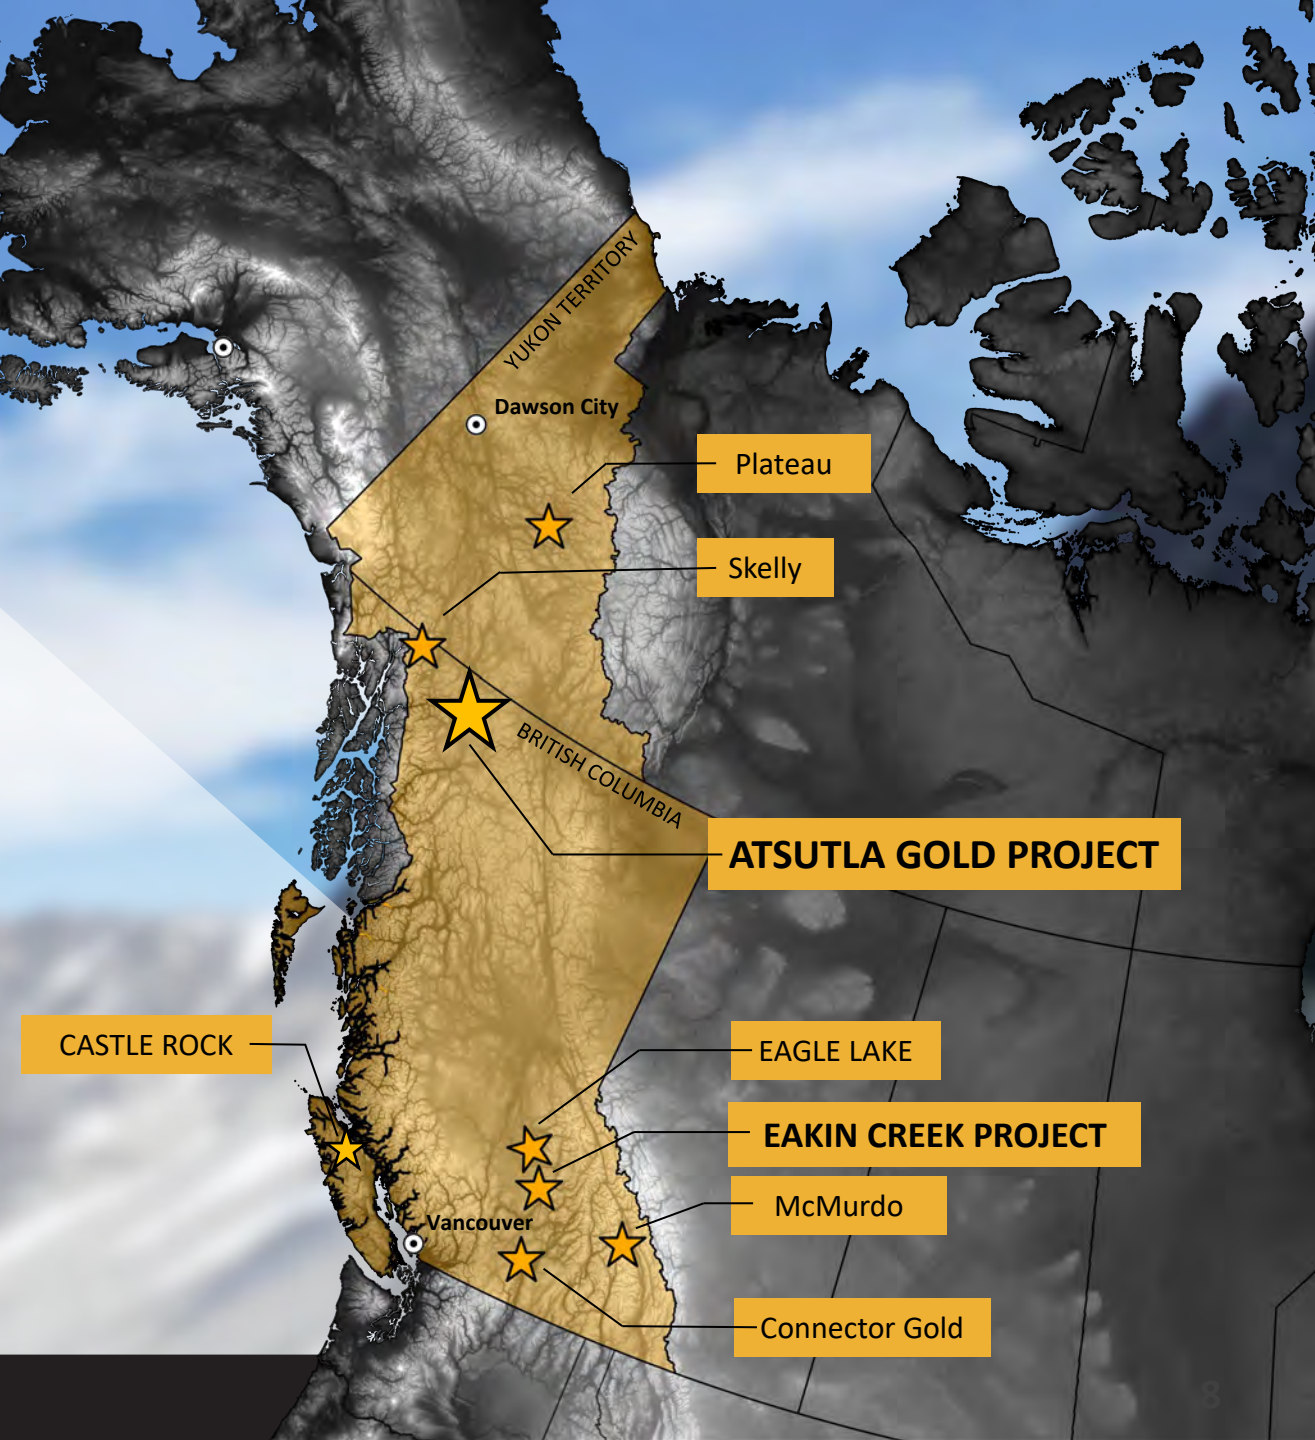 YUKON TERRITORY
Dawson City
Plateau
Skelly
BRITISH COLUMBIA
ATSUTLA GOLD PROJECT
CASTLE ROCK
EAGLE LAKE
EAKIN CREEK PROJECT
McMurdo
Vancouver
Connector Gold
8